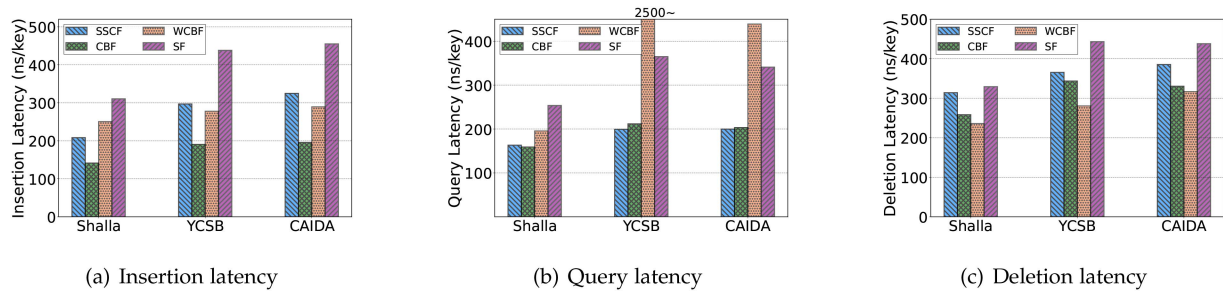 Insertion Latency (ns/key)
500
400
300
200
100
0
SSCF WCBF
CBF SF
Shalla YCSB CAIDA
(a) Insertion latency
Query Latency (ns/key)
2500~
400
300
200
100
SSCF WCBF
CBF SF
Shalla YCSB CAIDA
(b) Query latency
Deletion Latency (ns/key)
500
400
300
200
100
0
SSCF WCBF
CBF SF
Shalla YCSB CAIDA
(c) Deletion latency